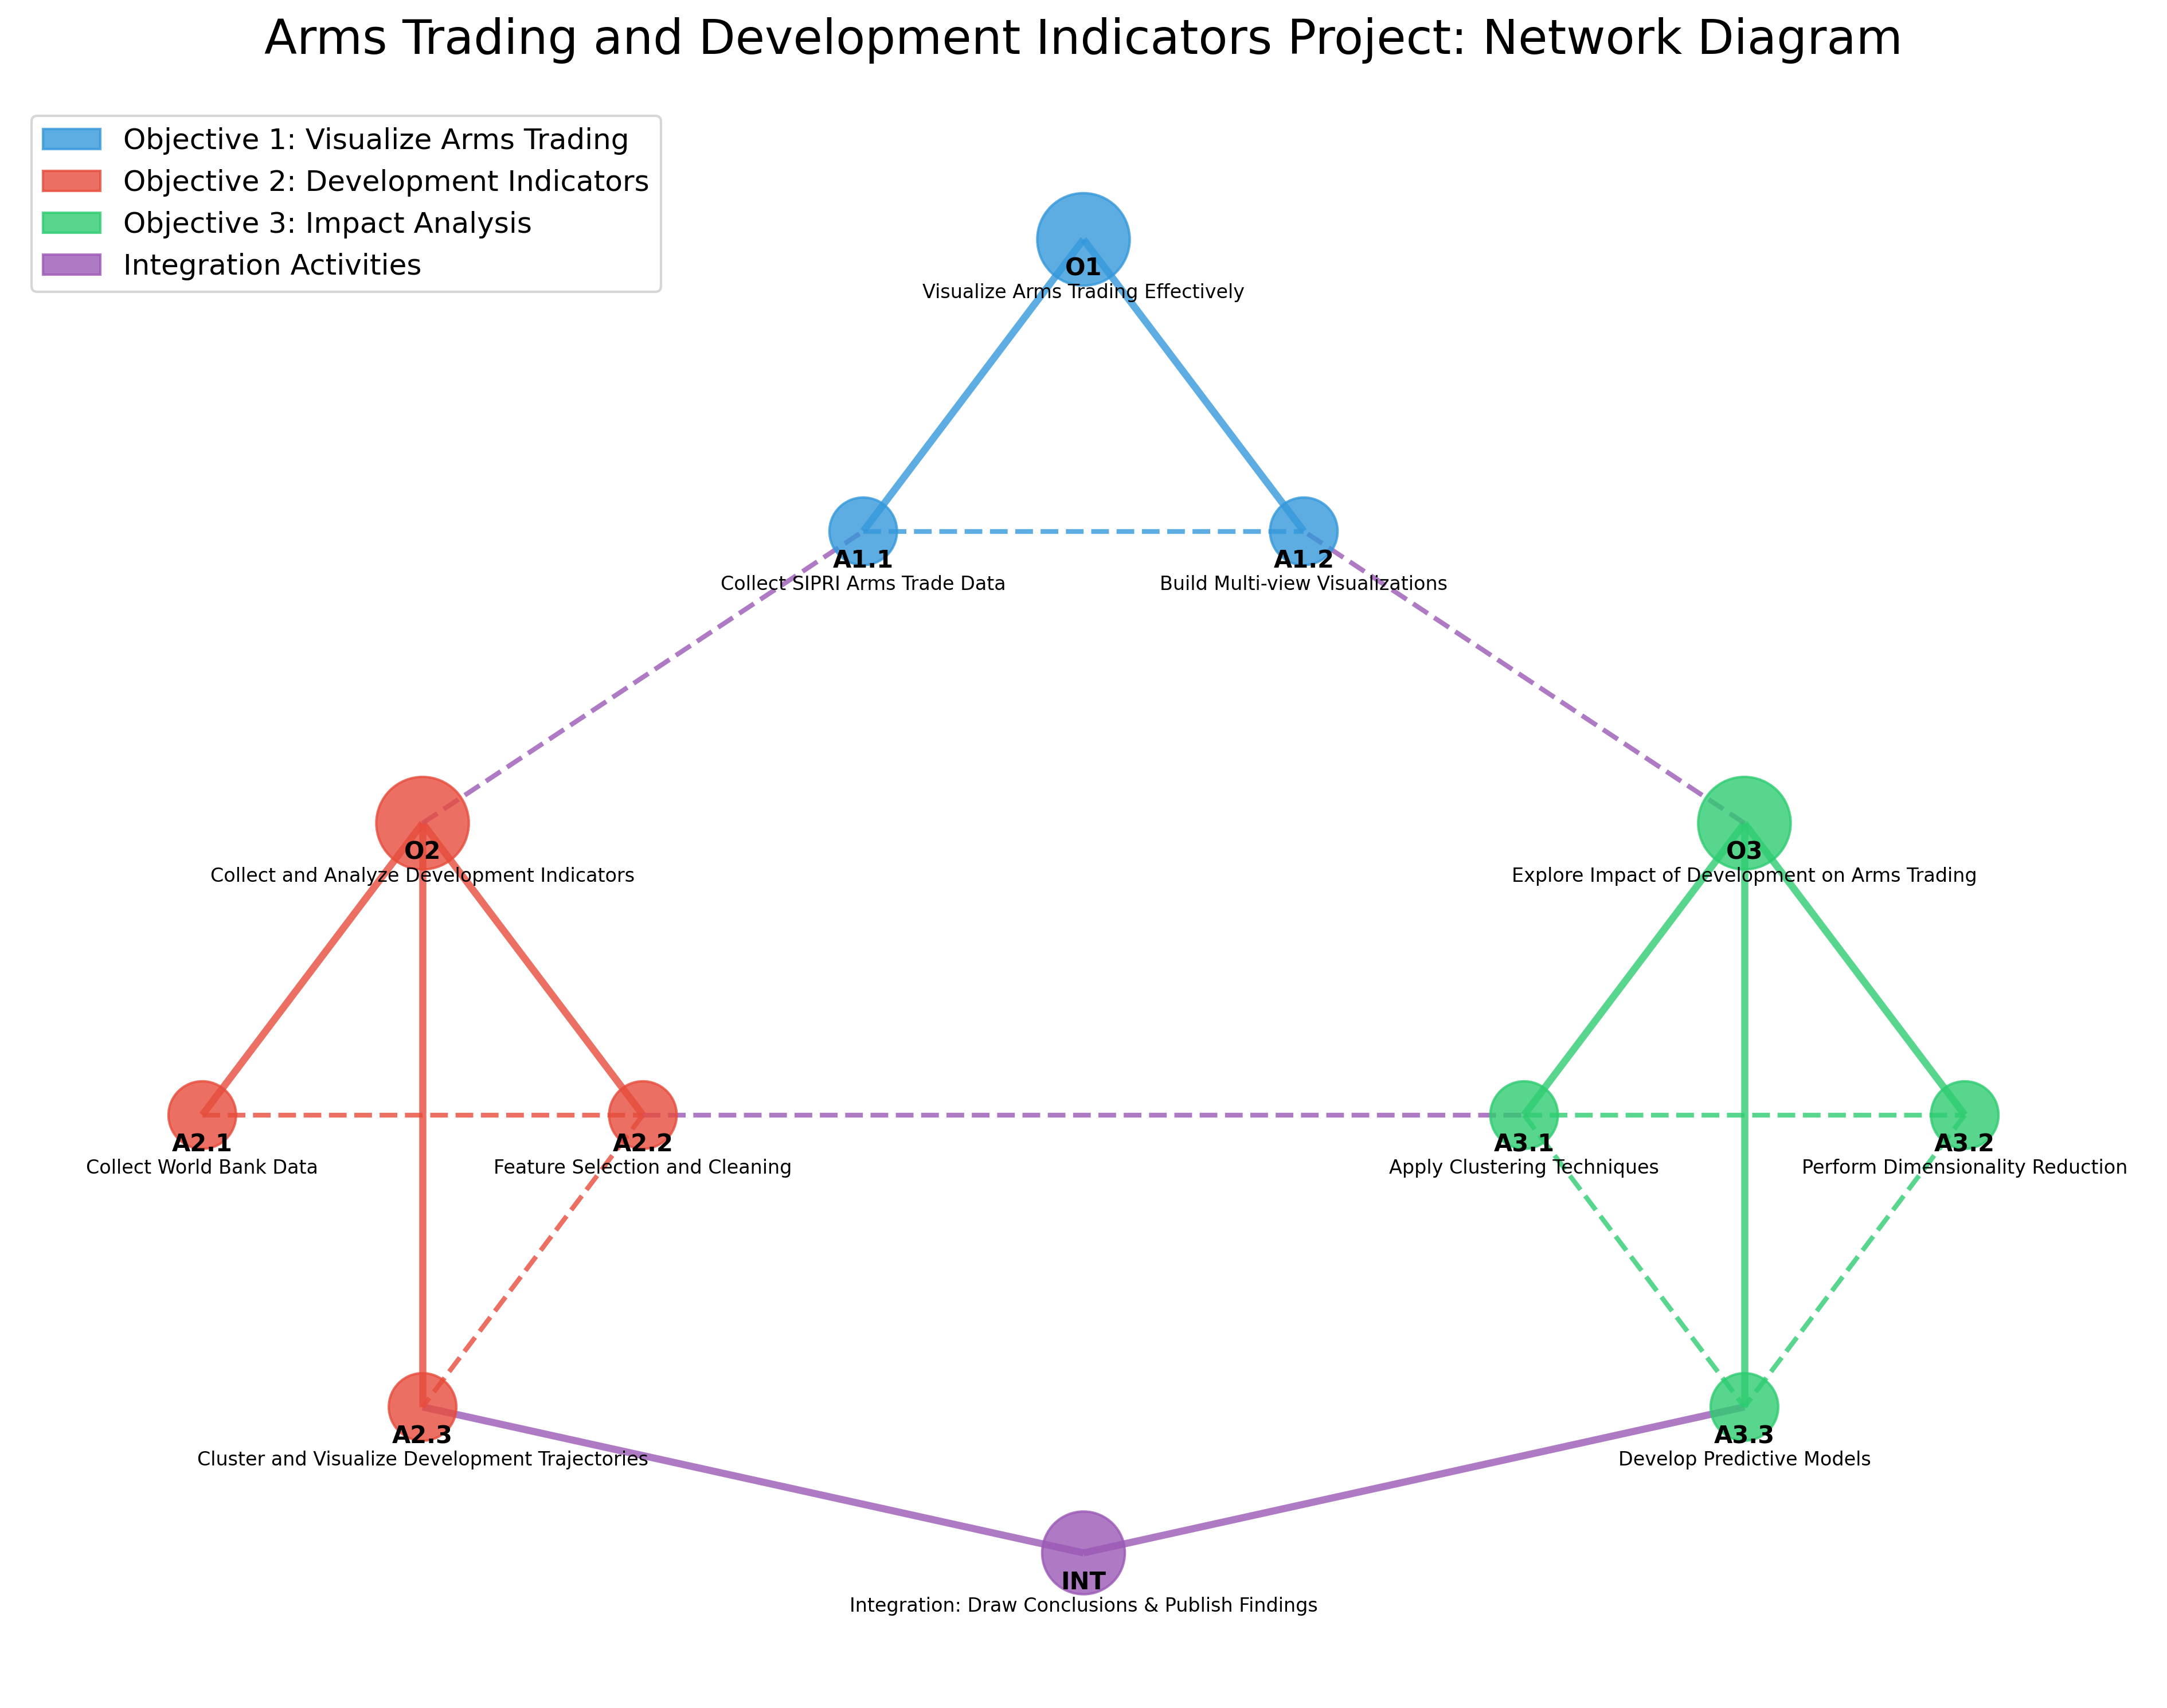 Arms Trading and Development Indicators Project: Network Diagram
Objective 1: Visualize Arms Trading
Objective 2: Development Indicators
Objective 3: Impact Analysis
Integration Activities
O1
Visualize Arms Trading Effectively
A1.1
Collect SIPRI Arms Trade Data
A1.2
Build Multi-view Visualizations
O2
Collect and Analyze Development Indicators
O3
Explore Impact of Development on Arms Trading
A2.1
Collect World Bank Data
A2.2
Feature Selection and Cleaning
A3.1
Apply Clustering Techniques
A3.2
Perform Dimensionality Reduction
A2.3
Cluster and Visualize Development Trajectories
A3.3
Develop Predictive Models
INT
Integration: Draw Conclusions & Publish Findings